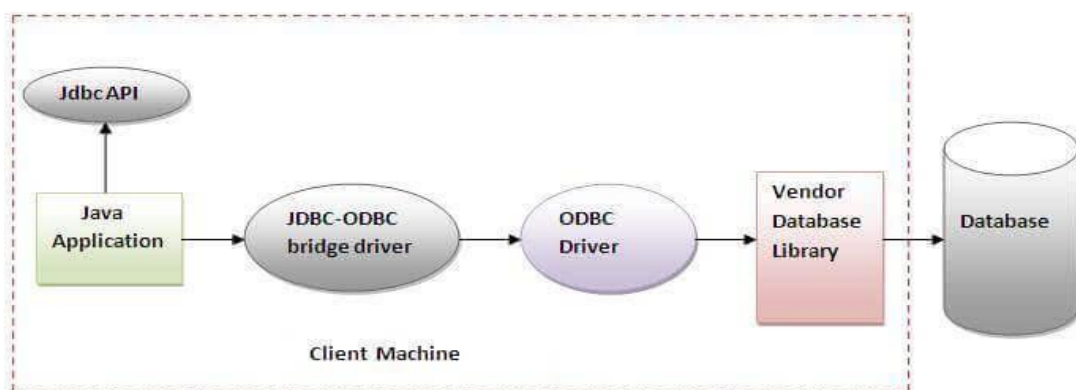 Jdbc API
Java
Application
JDBC-ODBC
bridge driver
ODBC
Driver
Vendor
Database
Library
Database
Client Machine